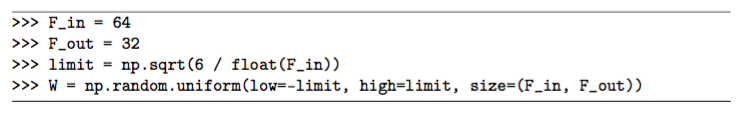 >>> F_in = 64
>>> F_out = 32
>>> limit = np.sqrt(6 / float(F_in))
>>> W = np.random.uniform(low=-limit, high=limit, size=(F_in, F_out))